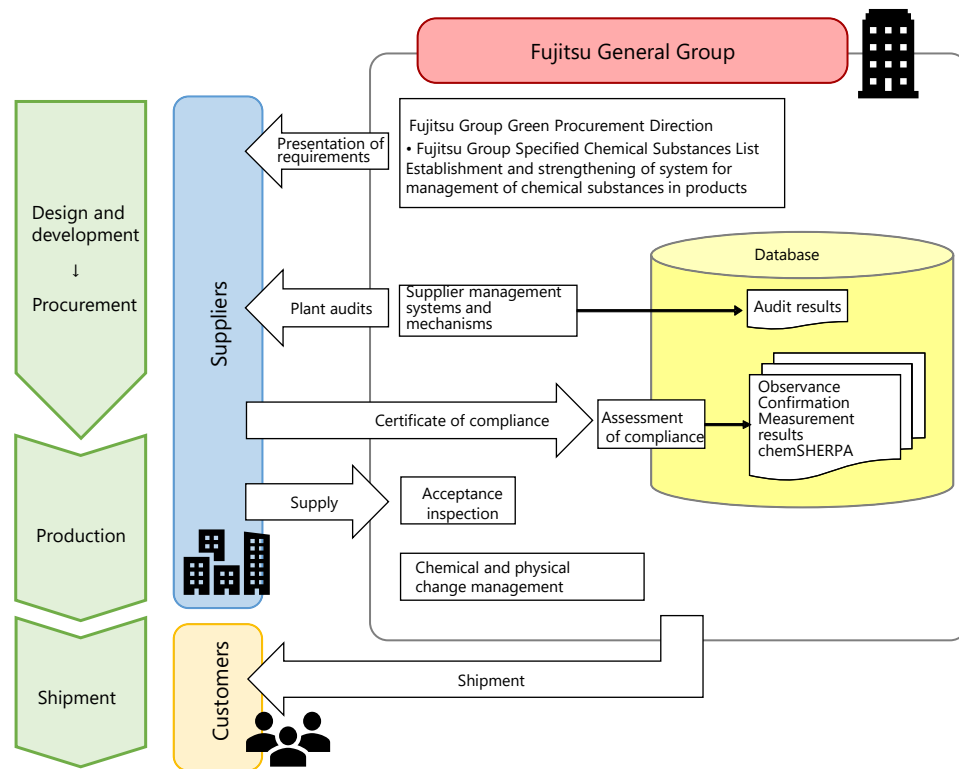 Fujitsu General Group
Design and
development
↓
Procurement
Production
Shipment
Suppliers
Customers
Presentation of
requirements
Fujitsu Group Green Procurement Direction
• Fujitsu Group Specified Chemical Substances List
Establishment and strengthening of system for
management of chemical substances in products
Plant audits
Supplier management
systems and
mechanisms
Database
Audit results
Certificate of compliance
Assessment
of compliance
Observance
Confirmation
Measurement
results
chemSHERPA
Supply
Acceptance
inspection
Chemical and physical
change management
Shipment